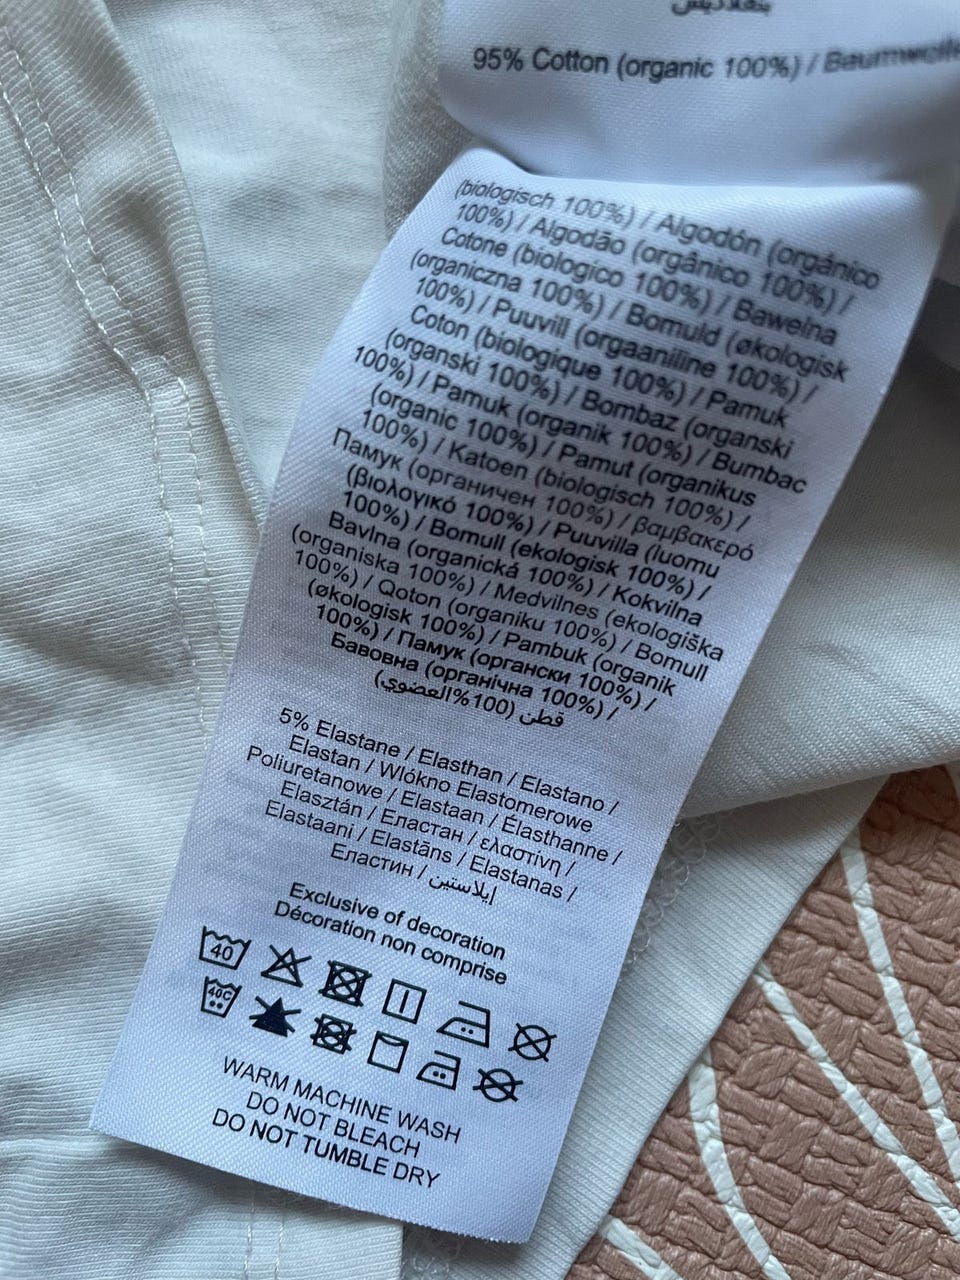 بنغلاديش
95% Cotton (organic 100%) / Baumwolle
(biologisch 100%) / Algodón (orgánico
100%) / Algodão (orgânico 100%) /
Cotone (biologico 100%) / Bawełna
(organiczna 100%) / Bomuld (økologisk
100%) / Puuvill (orgaaniline 100%) /
Coton (biologique 100%) / Pamuk
(organski 100%) / Bombaz (organski
100%) / Pamuk (organik 100%) / Bumbac
(organic 100%) / Pamut (organikus
100%) / Katoen (biologisch 100%) /
Памук (органичен 100%) / βαμβακερό
(βιολογικό 100%) / Puuvilla (luomu
100%) / Bomull (ekologisk 100%) /
Bavlna (organická 100%) / Kokvilna
(organiska 100%) / Medvilnes (ekologiška
100%) / Qoton (organiku 100%) / Bomull
(økologisk 100%) / Pambuk (organik
100%) / Памук (органски 100%) /
Бавовна (органічна 100%) /
قطن (100%العضوي)
5% Elastane / Elasthan / Elastano /
Elastan / Wlókno Elastomerowe
Poliuretanowe / Elastaan / Élasthanne /
Elasztán / Еластан / ελαστίνη /
Elastaani / Elastāns / Elastanas /
Еластин / إيلاستين
Exclusive of decoration
Décoration non comprise
40
40C
WARM MACHINE WASH
DO NOT BLEACH
DO NOT TUMBLE DRY